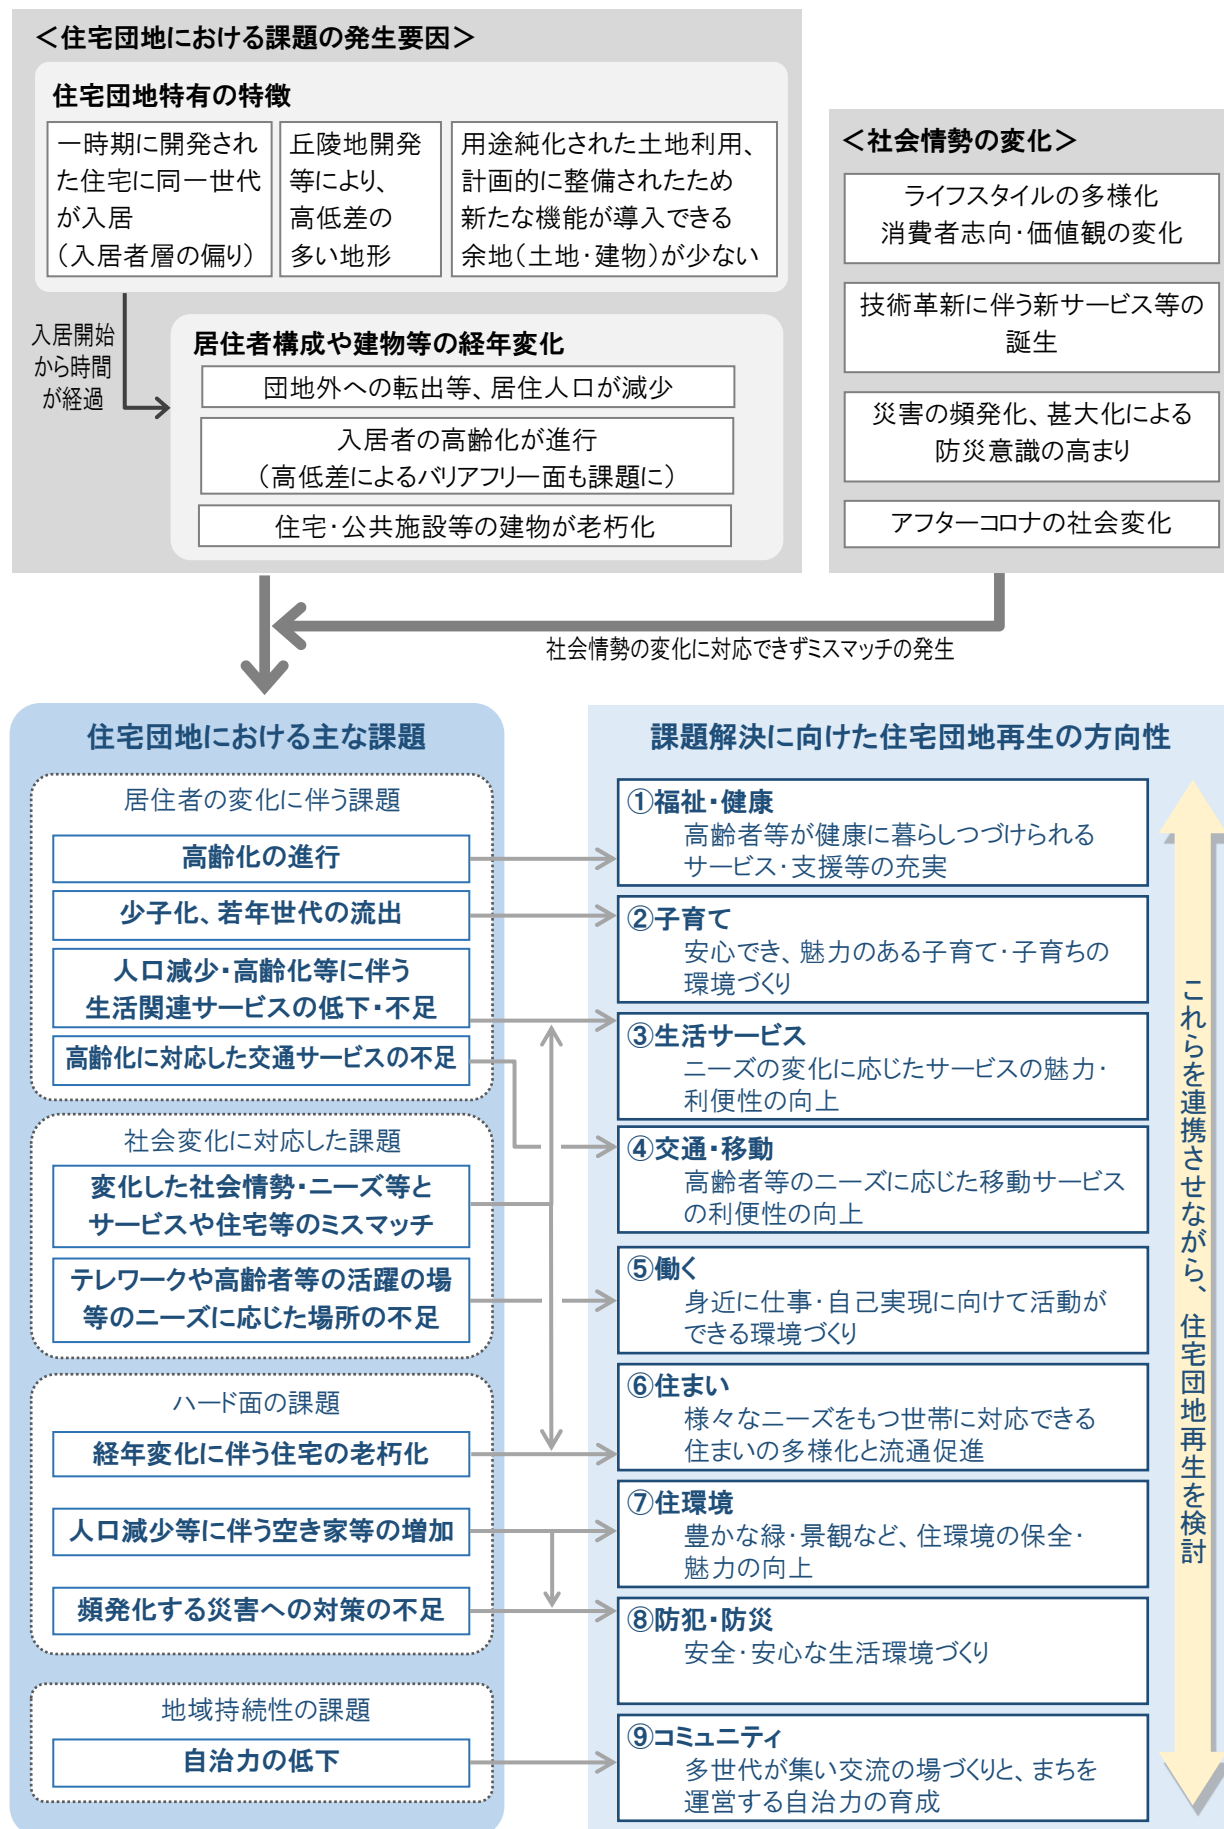 ＜住宅団地における課題の発生要因＞
住宅団地特有の特徴
一時期に開発され
た住宅に同一世代
が入居
（入居者層の偏り）
丘陵地開発
等により、
高低差の
多い地形
用途純化された土地利用、
計画的に整備されたため
新たな機能が導入できる
余地（土地・建物）が少ない
入居開始
から時間
が経過
居住者構成や建物等の経年変化
団地外への転出等、居住人口が減少
入居者の高齢化が進行
（高低差によるバリアフリー面も課題に）
住宅・公共施設等の建物が老朽化
＜社会情勢の変化＞
ライフスタイルの多様化
消費者志向・価値観の変化
技術革新に伴う新サービス等の
誕生
災害の頻発化、甚大化による
防災意識の高まり
アフターコロナの社会変化
社会情勢の変化に対応できずミスマッチの発生
住宅団地における主な課題
居住者の変化に伴う課題
高齢化の進行
少子化、若年世代の流出
人口減少・高齢化等に伴う
生活関連サービスの低下・不足
高齢化に対応した交通サービスの不足
社会変化に対応した課題
変化した社会情勢・ニーズ等と
サービスや住宅等のミスマッチ
テレワークや高齢者等の活躍の場
等のニーズに応じた場所の不足
ハード面の課題
経年変化に伴う住宅の老朽化
人口減少等に伴う空き家等の増加
頻発化する災害への対策の不足
地域持続性の課題
自治力の低下
課題解決に向けた住宅団地再生の方向性
①福祉・健康
高齢者等が健康に暮らしつづけられる
サービス・支援等の充実
②子育て
安心でき、魅力のある子育て・子育ちの
環境づくり
③生活サービス
ニーズの変化に応じたサービスの魅力・
利便性の向上
④交通・移動
高齢者等のニーズに応じた移動サービス
の利便性の向上
⑤働く
身近に仕事・自己実現に向けて活動が
できる環境づくり
⑥住まい
様々なニーズをもつ世帯に対応できる
住まいの多様化と流通促進
⑦住環境
豊かな緑・景観など、住環境の保全・
魅力の向上
⑧防犯・防災
安全・安心な生活環境づくり
⑨コミュニティ
多世代が集い交流の場づくりと、まちを
運営する自治力の育成
これらを連携させながら、住宅団地再生を検討